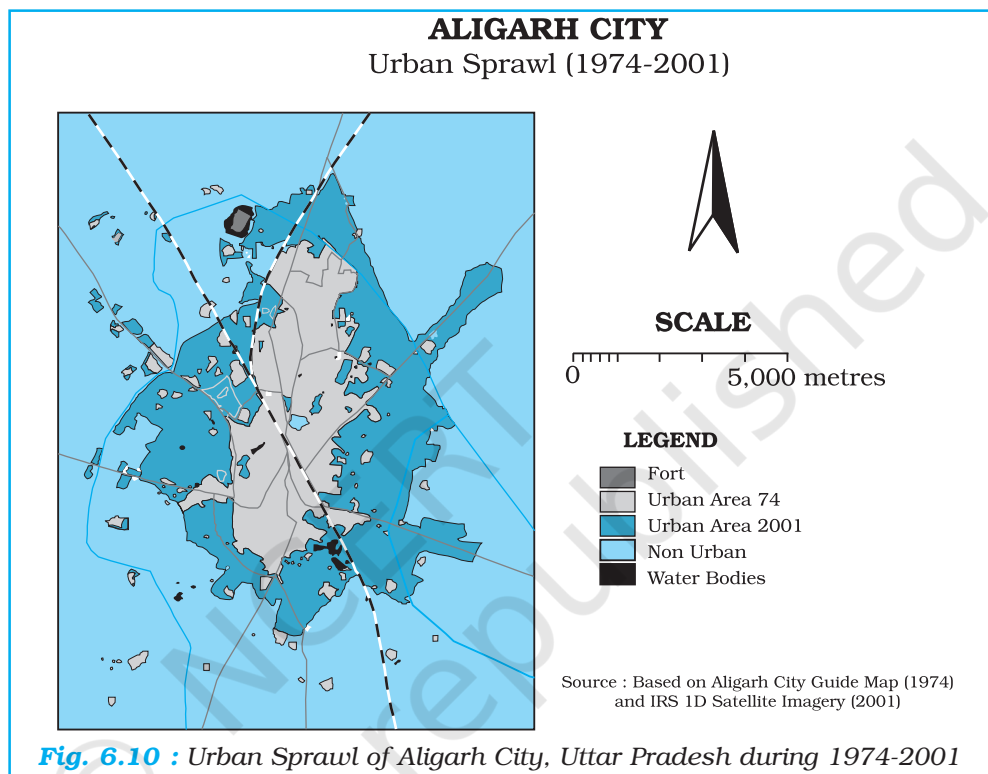 ALIGARH CITY
Urban Sprawl (1974-2001)
SCALE
0 5,000 metres
LEGEND
Fort
Urban Area 74
Urban Area 2001
Non Urban
Water Bodies
Source : Based on Aligarh City Guide Map (1974)
and IRS 1D Satellite Imagery (2001)
Fig. 6.10 : Urban Sprawl of Aligarh City, Uttar Pradesh during 1974-2001
© NCERT
republished